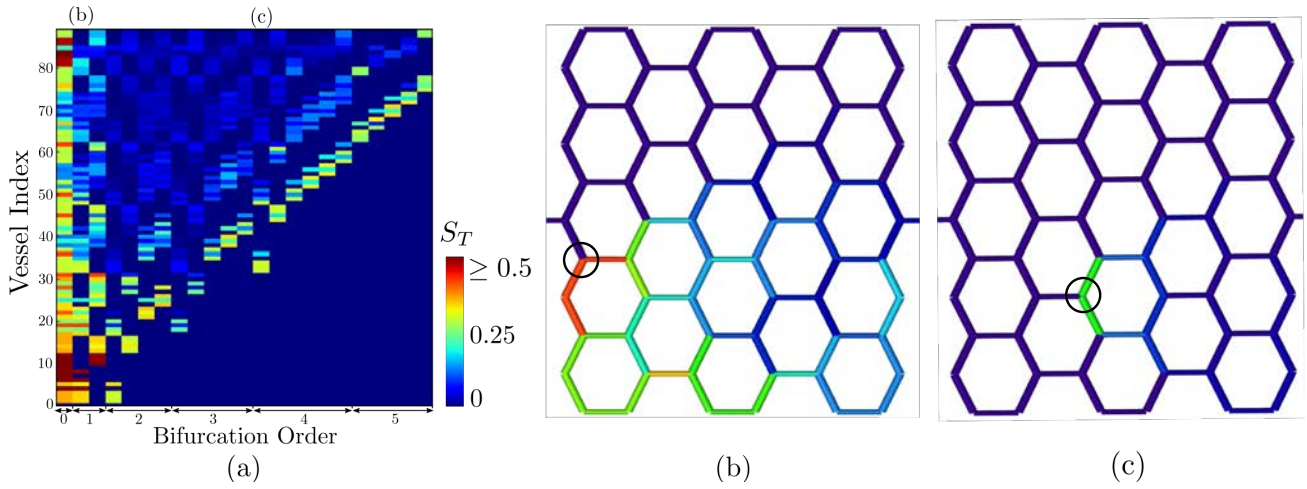 (b) (c)
80
70
60
50
40
30
20
10
0
Vessel Index
S_T
≥ 0.5
0.25
0
0 1 2 3 4 5
Bifurcation Order
(a) (b) (c)